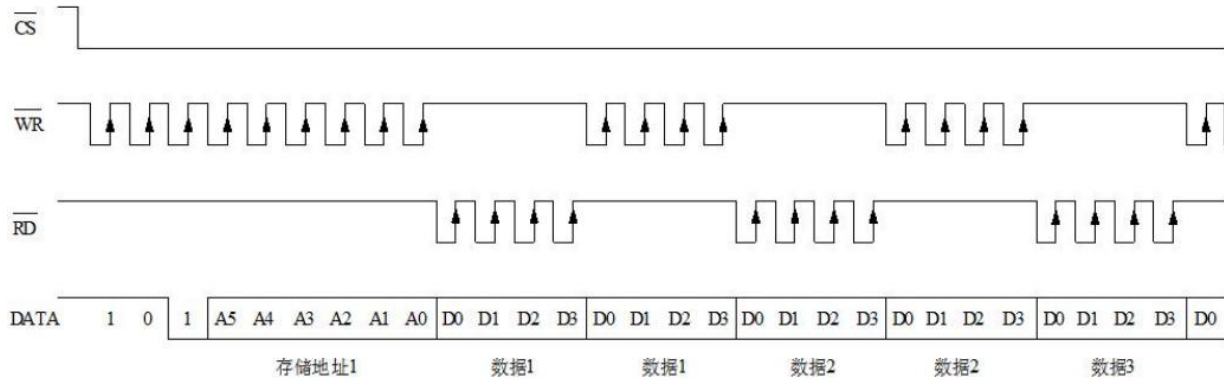 CS
WR
RD
DATA 1 0 1 A5 A4 A3 A2 A1 A0 D0 D1 D2 D3 D0 D1 D2 D3 D0 D1 D2 D3 D0 D1 D2 D3 D0 D1 D2 D3 D0
存储地址1 数据1 数据1 数据2 数据2 数据3